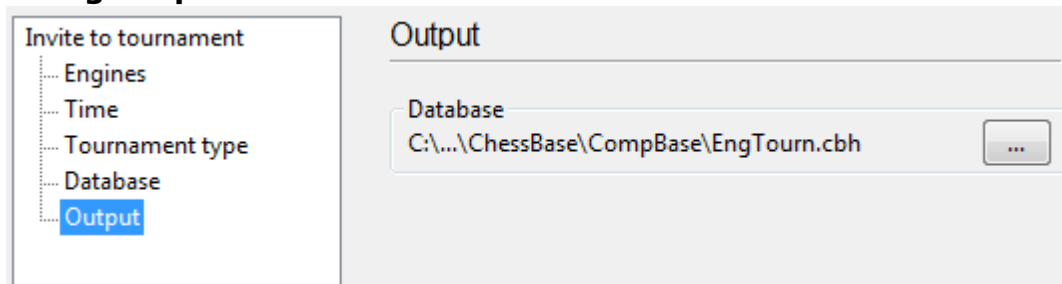 Invite to tournament
Engines
Time
Tournament type
Database
Output
Output
Database
C:\...\ChessBase\CompBase\EngTourn.cbh
...